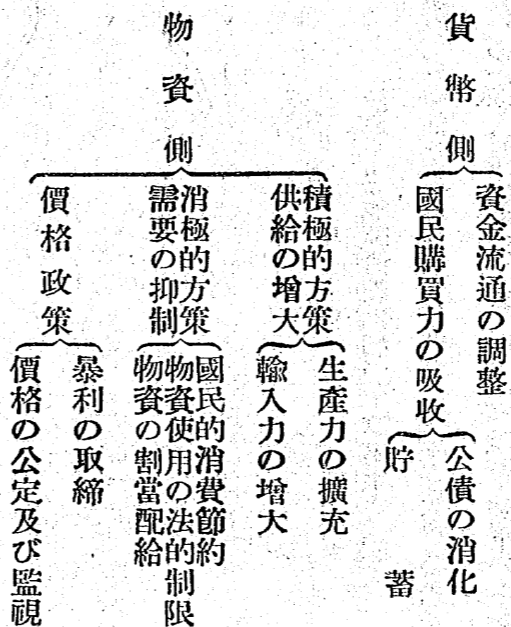 貨幣側
資金流通の調整
國民購買力の吸收
公債の消化
貯蓄
物資側
積極的方策
供給の增大
生產力の擴充
輸入力の增大
消極的方策
需要の抑制
國民的消費節約
物資使用の法的制限
物資の割當配給
價格政策
暴利の取締
價格の公定及び監視